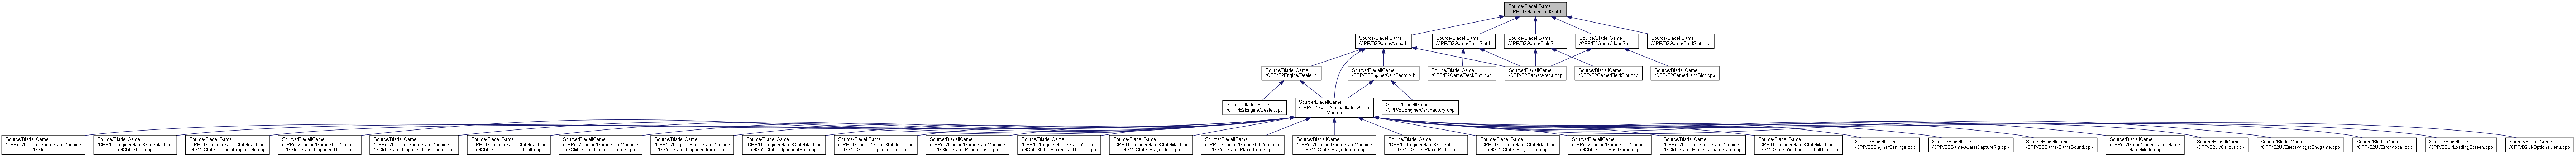 Source/BladeIIGame
/CPP/B2Game/CardSlot.h
Source/BladeIIGame
/CPP/B2Game/Arena.h
Source/BladeIIGame
/CPP/B2Game/DeckSlot.h
Source/BladeIIGame
/CPP/B2Game/FieldSlot.h
Source/BladeIIGame
/CPP/B2Game/HandSlot.h
Source/BladeIIGame
/CPP/B2Game/CardSlot.cpp
Source/BladeIIGame
/CPP/B2Engine/Dealer.h
Source/BladeIIGame
/CPP/B2Engine/CardFactory.h
Source/BladeIIGame
/CPP/B2Game/DeckSlot.cpp
Source/BladeIIGame
/CPP/B2Game/Arena.cpp
Source/BladeIIGame
/CPP/B2Game/FieldSlot.cpp
Source/BladeIIGame
/CPP/B2Game/HandSlot.cpp
Source/BladeIIGame
/CPP/B2Engine/Dealer.cpp
Source/BladeIIGame
/CPP/B2GameMode/BladeIIGame
Mode.h
Source/BladeIIGame
/CPP/B2Engine/CardFactory.cpp
Source/BladeIIGame
/CPP/B2Engine/GameStateMachine
/GSM.cpp
Source/BladeIIGame
/CPP/B2Engine/GameStateMachine
/GSM_State.cpp
Source/BladeIIGame
/CPP/B2Engine/GameStateMachine
/GSM_State_DrawToEmptyField.cpp
Source/BladeIIGame
/CPP/B2Engine/GameStateMachine
/GSM_State_OpponentBlast.cpp
Source/BladeIIGame
/CPP/B2Engine/GameStateMachine
/GSM_State_OpponentBlastTarget.cpp
Source/BladeIIGame
/CPP/B2Engine/GameStateMachine
/GSM_State_OpponentBolt.cpp
Source/BladeIIGame
/CPP/B2Engine/GameStateMachine
/GSM_State_OpponentForce.cpp
Source/BladeIIGame
/CPP/B2Engine/GameStateMachine
/GSM_State_OpponentMirror.cpp
Source/BladeIIGame
/CPP/B2Engine/GameStateMachine
/GSM_State_OpponentRod.cpp
Source/BladeIIGame
/CPP/B2Engine/GameStateMachine
/GSM_State_OpponentTurn.cpp
Source/BladeIIGame
/CPP/B2Engine/GameStateMachine
/GSM_State_PlayerBlast.cpp
Source/BladeIIGame
/CPP/B2Engine/GameStateMachine
/GSM_State_PlayerBlastTarget.cpp
Source/BladeIIGame
/CPP/B2Engine/GameStateMachine
/GSM_State_PlayerBolt.cpp
Source/BladeIIGame
/CPP/B2Engine/GameStateMachine
/GSM_State_PlayerForce.cpp
Source/BladeIIGame
/CPP/B2Engine/GameStateMachine
/GSM_State_PlayerMirror.cpp
Source/BladeIIGame
/CPP/B2Engine/GameStateMachine
/GSM_State_PlayerRod.cpp
Source/BladeIIGame
/CPP/B2Engine/GameStateMachine
/GSM_State_PlayerTurn.cpp
Source/BladeIIGame
/CPP/B2Engine/GameStateMachine
/GSM_State_PostGame.cpp
Source/BladeIIGame
/CPP/B2Engine/GameStateMachine
/GSM_State_ProcessBoardState.cpp
Source/BladeIIGame
/CPP/B2Engine/GameStateMachine
/GSM_State_WaitingForInitialDeal.cpp
Source/BladeIIGame
/CPP/B2Engine/Settings.cpp
Source/BladeIIGame
/CPP/B2Game/AvatarCaptureRig.cpp
Source/BladeIIGame
/CPP/B2Game/GameSound.cpp
Source/BladeIIGame
/CPP/B2GameMode/BladeII
GameMode.cpp
Source/BladeIIGame
/CPP/B2UI/Callout.cpp
Source/BladeIIGame
/CPP/B2UI/EffectWidgetEndgame.cpp
Source/BladeIIGame
/CPP/B2UI/ExitModal.cpp
Source/BladeIIGame
/CPP/B2UI/LoadingScreen.cpp
Source/BladeIIGame
/CPP/B2UI/OptionsMenu.cpp